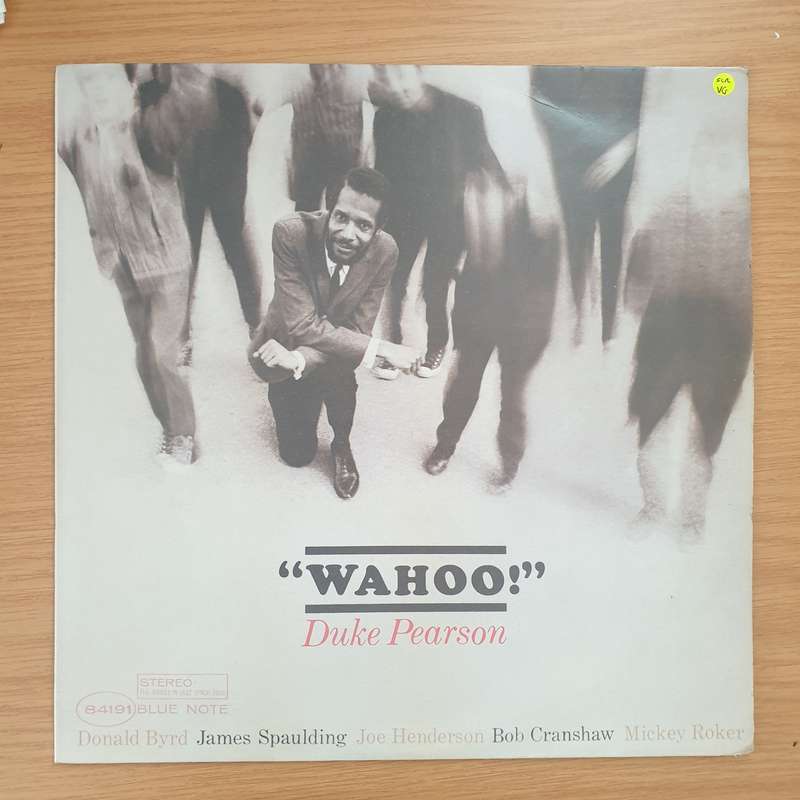 VG
“WAHOO!”
Duke Pearson
STEREO
84191 BLUE NOTE
Donald Byrd James Spaulding Joe Henderson Bob Cranshaw Mickey Roker